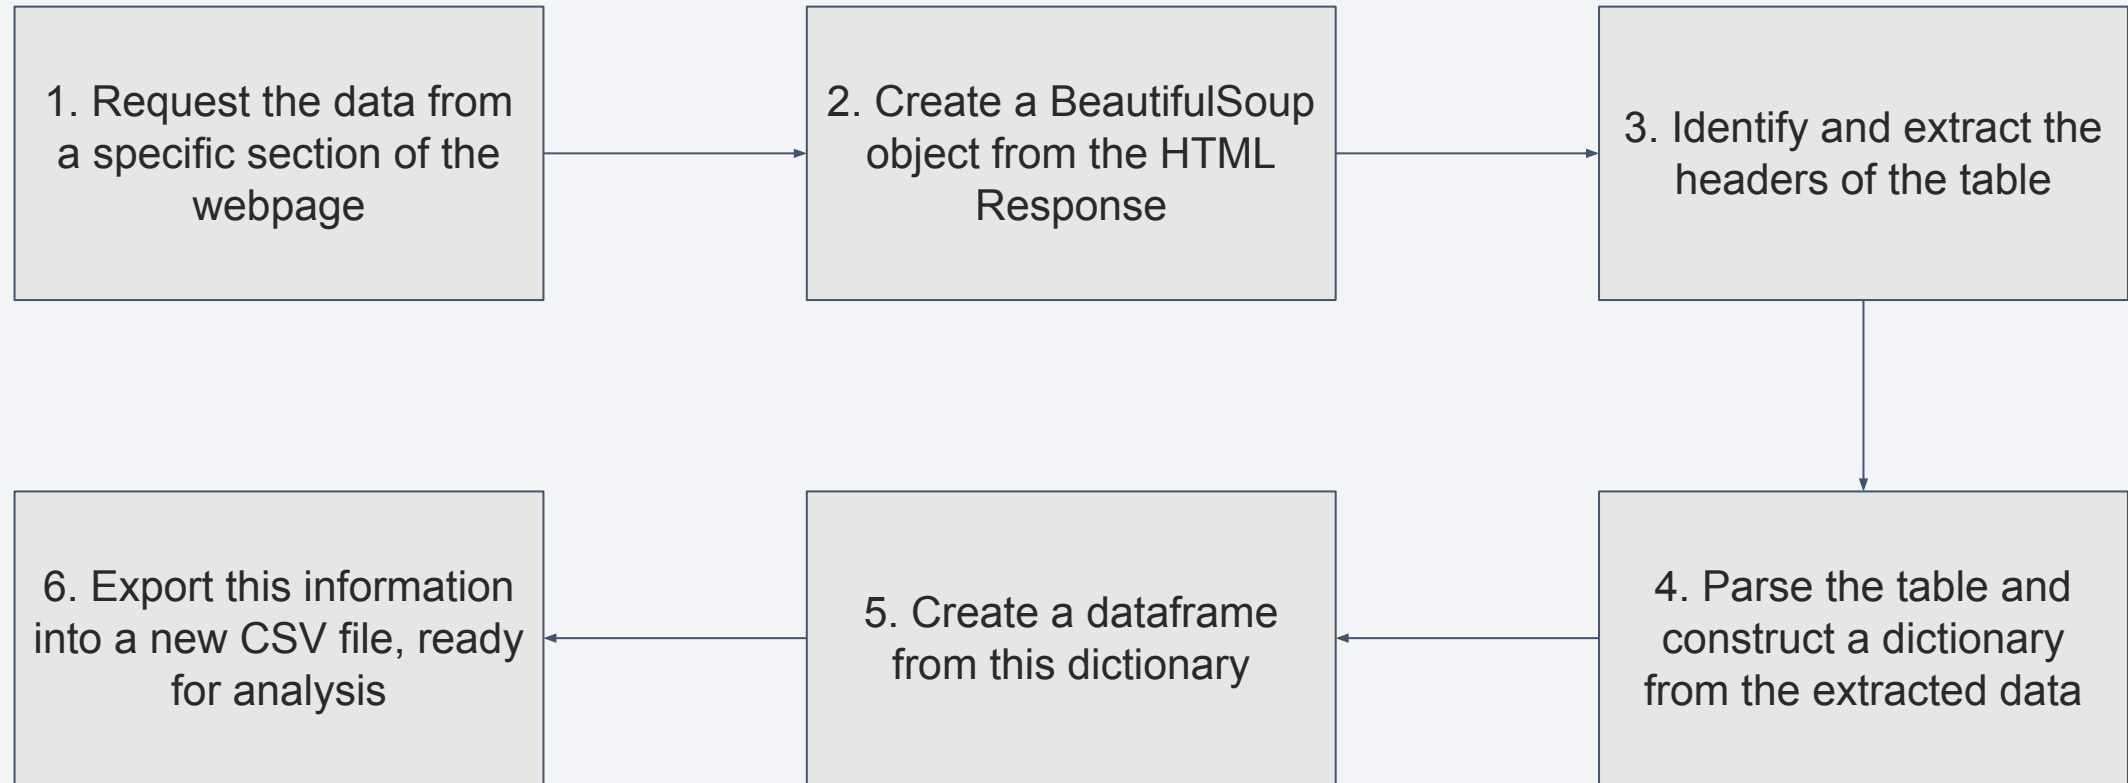 1. Request the data from
a specific section of the
webpage
2. Create a BeautifulSoup
object from the HTML
Response
3. Identify and extract the
headers of the table
4. Parse the table and
construct a dictionary
from the extracted data
5. Create a dataframe
from this dictionary
6. Export this information
into a new CSV file, ready
for analysis